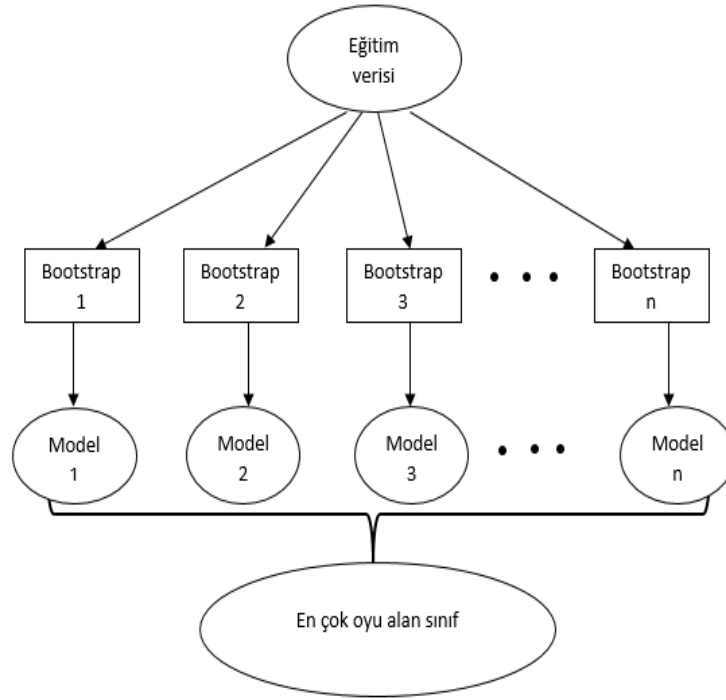 Eğitim
verisi
Bootstrap
1
Bootstrap
2
Bootstrap
3
Bootstrap
n
Model
1
Model
2
Model
3
Model
n
En çok oyu alan sınıf